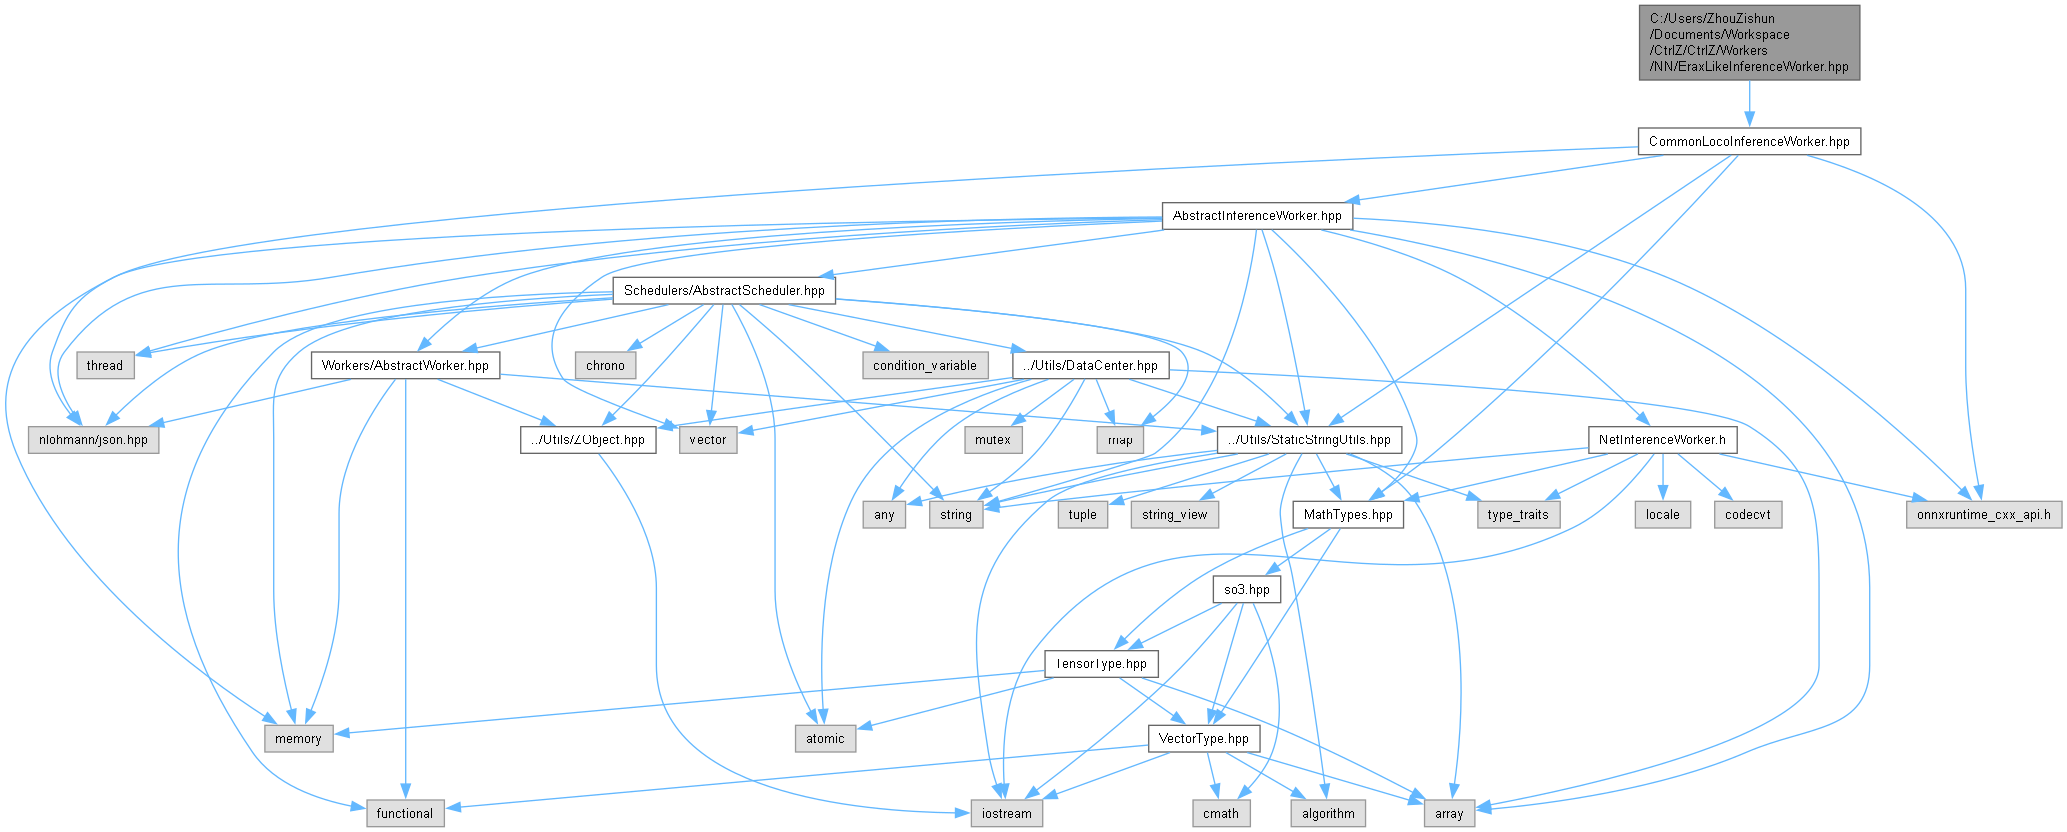 C:/Users/ZhouZishun
/Documents/Workspace
/CtrlZ/CtrlZ/Workers
/NN/EraxLikeInferenceWorker.hpp
CommonLocoInferenceWorker.hpp
AbstractInferenceWorker.hpp
Schedulers/AbstractScheduler.hpp
thread
Workers/AbstractWorker.hpp
chrono
condition_variable
../Utils/DataCenter.hpp
nlohmann/json.hpp
../Utils/ZObject.hpp
vector
mutex
map
../Utils/StaticStringUtils.hpp
NetInferenceWorker.h
any
string
tuple
string_view
MathTypes.hpp
type_traits
locale
codecvt
onnxruntime_cxx_api.h
so3.hpp
TensorType.hpp
memory
atomic
VectorType.hpp
functional
iostream
cmath
algorithm
array